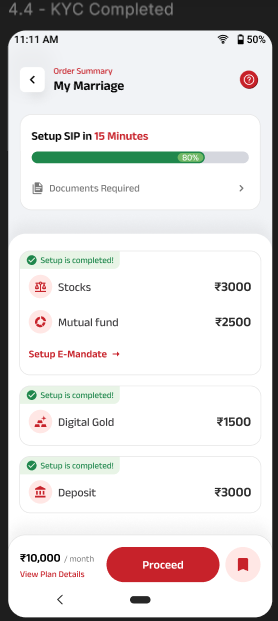 4.4 - KYC Completed
11:11 AM
50%
Order Summary
My Marriage
Setup SIP in 15 Minutes
80%
Documents Required
Setup is completed!
Stocks ₹3000
Mutual fund ₹2500
Setup E-Mandate →
Setup is completed!
Digital Gold ₹1500
Setup is completed!
Deposit ₹3000
₹10,000 / month
View Plan Details
Proceed